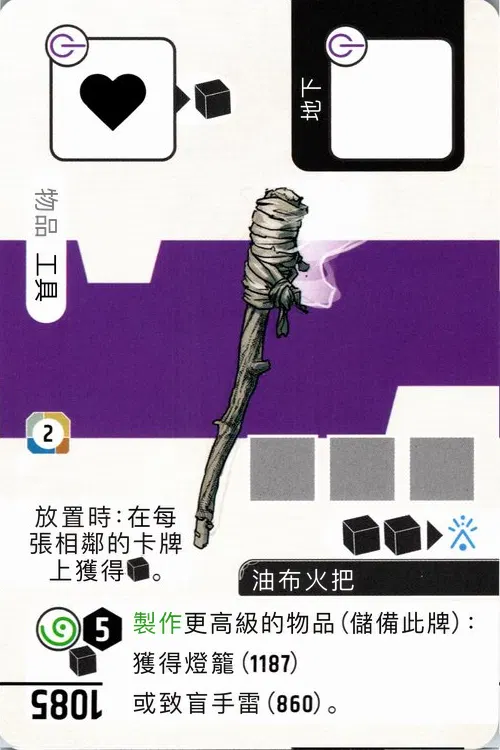 地下
物品 工具
2
放置時：在每
張相鄰的卡牌
上獲得。
油布火把
5 製作更高級的物品（儲備此牌）：
獲得燈籠（1187）
或致盲手雷（860）。
1085